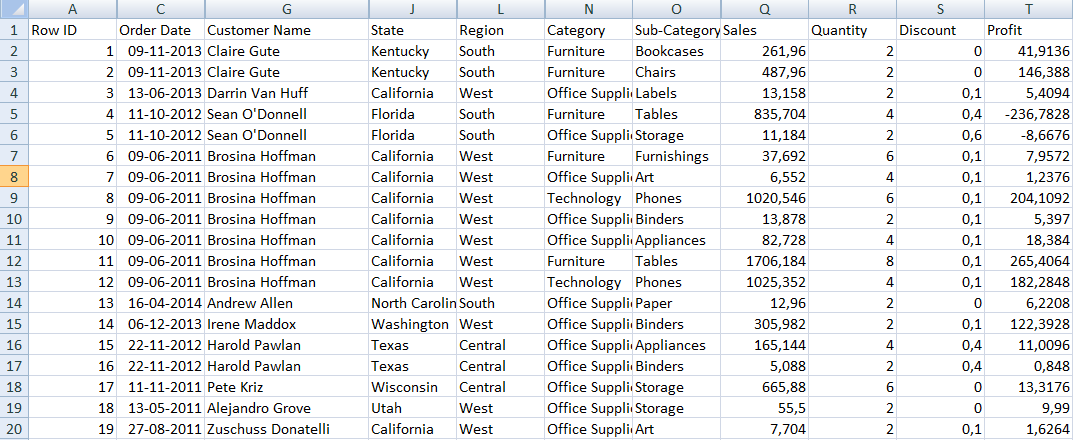 A C G J L N O Q R S T
1 Row ID Order Date Customer Name State Region Category Sub-Category Sales Quantity Discount Profit
2 1 09-11-2013 Claire Gute Kentucky South Furniture Bookcases 261,96 2 0 41,9136
3 2 09-11-2013 Claire Gute Kentucky South Furniture Chairs 487,96 2 0 146,388
4 3 13-06-2013 Darrin Van Huff California West Office Suppli Labels 13,158 2 0,1 5,4094
5 4 11-10-2012 Sean O'Donnell Florida South Furniture Tables 835,704 4 0,4 -236,7828
6 5 11-10-2012 Sean O'Donnell Florida South Office Suppli Storage 11,184 2 0,6 -8,6676
7 6 09-06-2011 Brosina Hoffman California West Furniture Furnishings 37,692 6 0,1 7,9572
8 7 09-06-2011 Brosina Hoffman California West Office Suppli Art 6,552 4 0,1 1,2376
9 8 09-06-2011 Brosina Hoffman California West Technology Phones 1020,546 6 0,1 204,1092
10 9 09-06-2011 Brosina Hoffman California West Office Suppli Binders 13,878 2 0,1 5,397
11 10 09-06-2011 Brosina Hoffman California West Office Suppli Appliances 82,728 4 0,1 18,384
12 11 09-06-2011 Brosina Hoffman California West Furniture Tables 1706,184 8 0,1 265,4064
13 12 09-06-2011 Brosina Hoffman California West Technology Phones 1025,352 4 0,1 182,2848
14 13 16-04-2014 Andrew Allen North Carolin South Office Suppli Paper 12,96 2 0 6,2208
15 14 06-12-2013 Irene Maddox Washington West Office Suppli Binders 305,982 2 0,1 122,3928
16 15 22-11-2012 Harold Pawlan Texas Central Office Suppli Appliances 165,144 4 0,4 11,0096
17 16 22-11-2012 Harold Pawlan Texas Central Office Suppli Binders 5,088 2 0,4 0,848
18 17 11-11-2011 Pete Kriz Wisconsin Central Office Suppli Storage 665,88 6 0 13,3176
19 18 13-05-2011 Alejandro Grove Utah West Office Suppli Storage 55,5 2 0 9,99
20 19 27-08-2011 Zuschuss Donatelli California West Office Suppli Art 7,704 2 0,1 1,6264